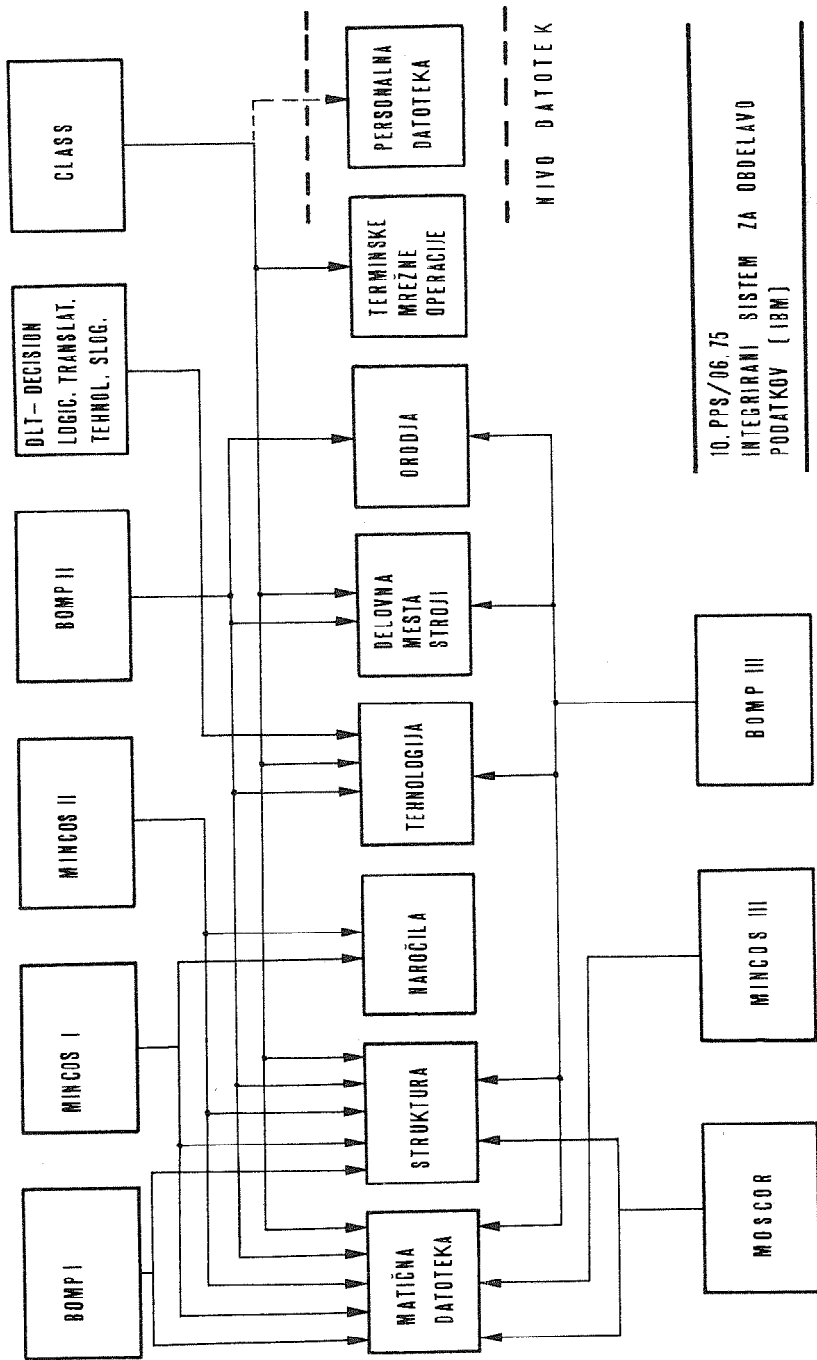 BOMP I
MINCOS I
MINCOS II
BOMP II
DLT - DECISION
LOGIC. TRANSLAT.
TEHNOL. SLOG.
CLASS
MATIČNA
DATOTEKA
STRUKTURA
NAROČILA
TEHNOLOGIJA
DELOVNA
MESTA
STROJI
ORODJA
TERMINSKE
MREŽNE
OPERACIJE
PERSONALNA
DATOTEKA
NIVO DATOTEK
MOSCOR
MINCOS III
BOMP III
10. PPS/06.75
INTEGRIRANI SISTEM ZA OBDELAVO
PODATKOV (IBM)